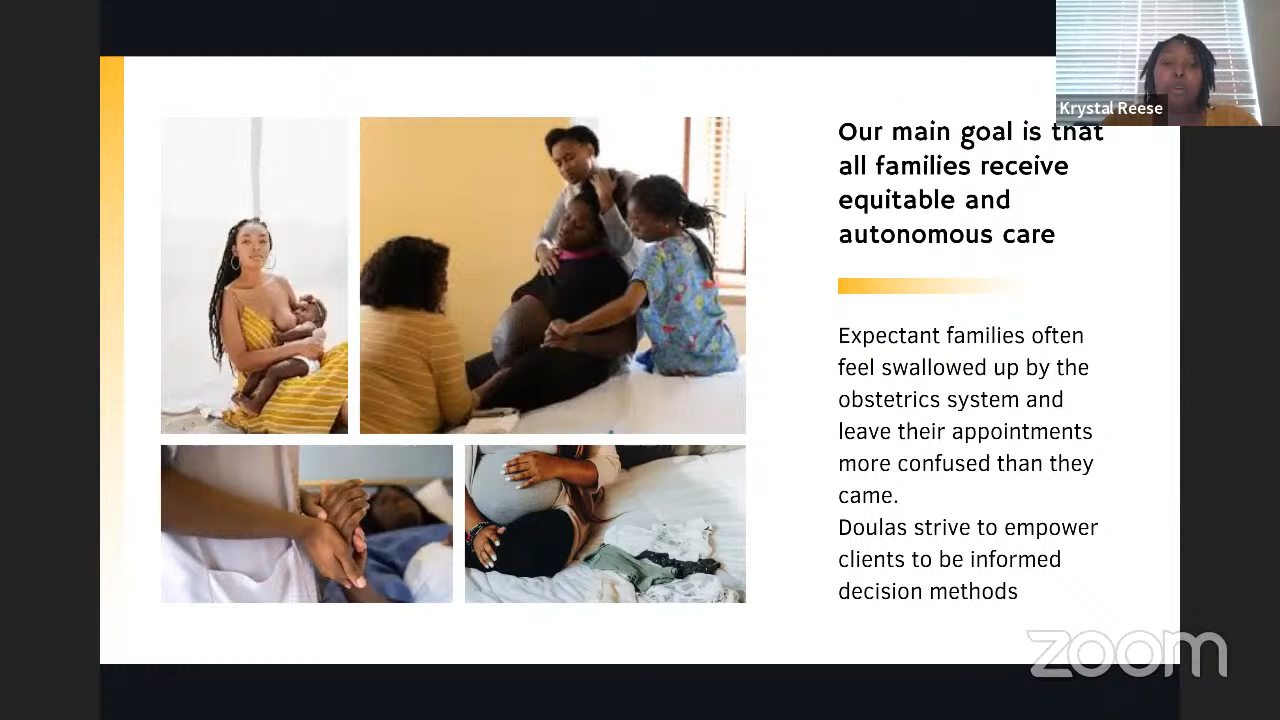 Krystal Reese
Our main goal is that
all families receive
equitable and
autonomous care
Expectant families often
feel swallowed up by the
obstetrics system and
leave their appointments
more confused than they
came.
Doulas strive to empower
clients to be informed
decision methods
zoom